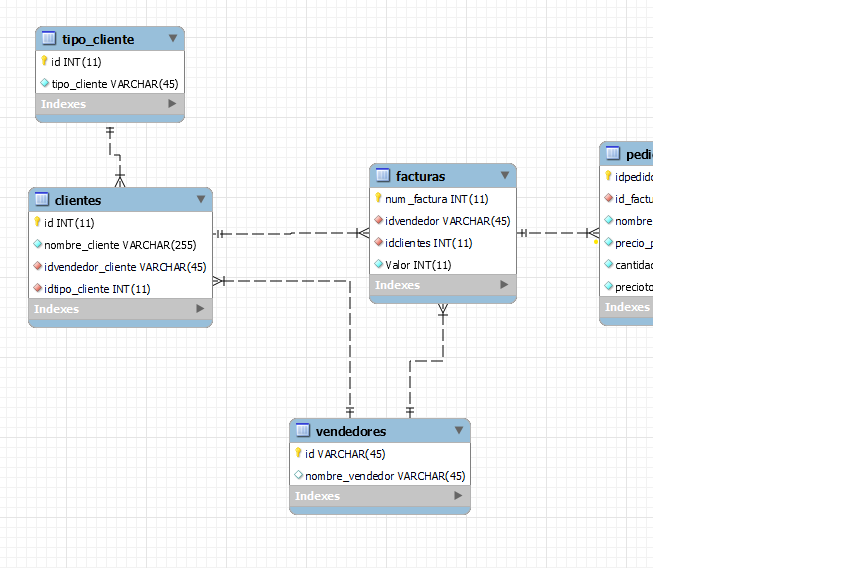 tipo_cliente
id INT(11)
tipo_cliente VARCHAR(45)
Indexes
clientes
id INT(11)
nombre_cliente VARCHAR(255)
idvendedor_cliente VARCHAR(45)
idtipo_cliente INT(11)
Indexes
facturas
num_factura INT(11)
idvendedor VARCHAR(45)
idclientes INT(11)
Valor INT(11)
Indexes
pedi
idpedido
id_factu
nombre
precio_p
cantidad
precioto
Indexes
vendedores
id VARCHAR(45)
nombre_vendedor VARCHAR(45)
Indexes